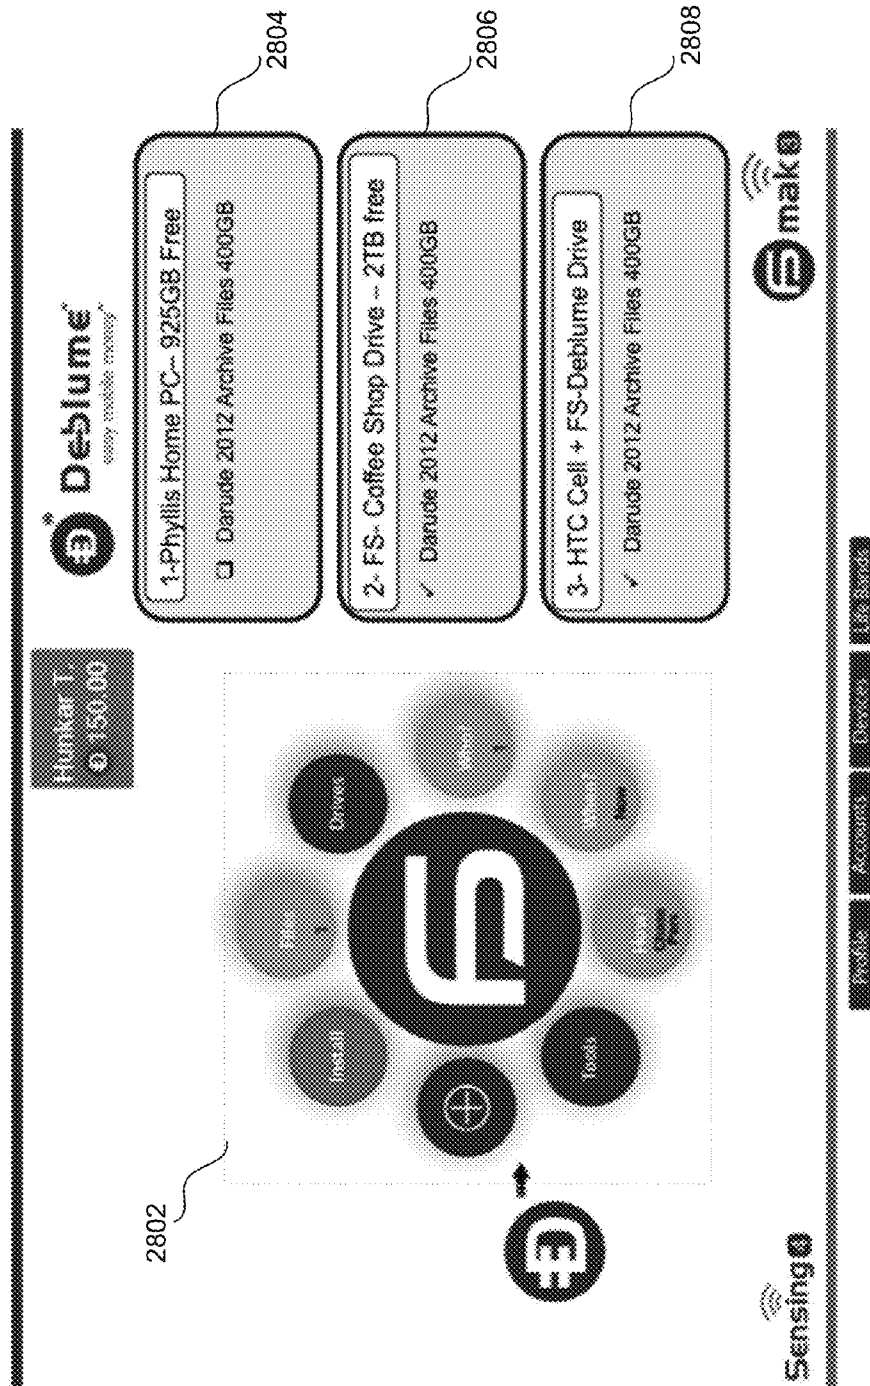 Hunkar T.
150.00
Deblume
easy mobile money
2802
Install
Drives
Tools
1-Phyllis Home PC– 925GB Free
❑ Darude 2012 Archive Files 400GB
2804
2- FS- Coffee Shop Drive – 2TB free
✓ Darude 2012 Archive Files 400GB
2806
3- HTC Cell + FS-Deblume Drive
✓ Darude 2012 Archive Files 400GB
2808
Sensing
mak
Profile
Accounts
Devices